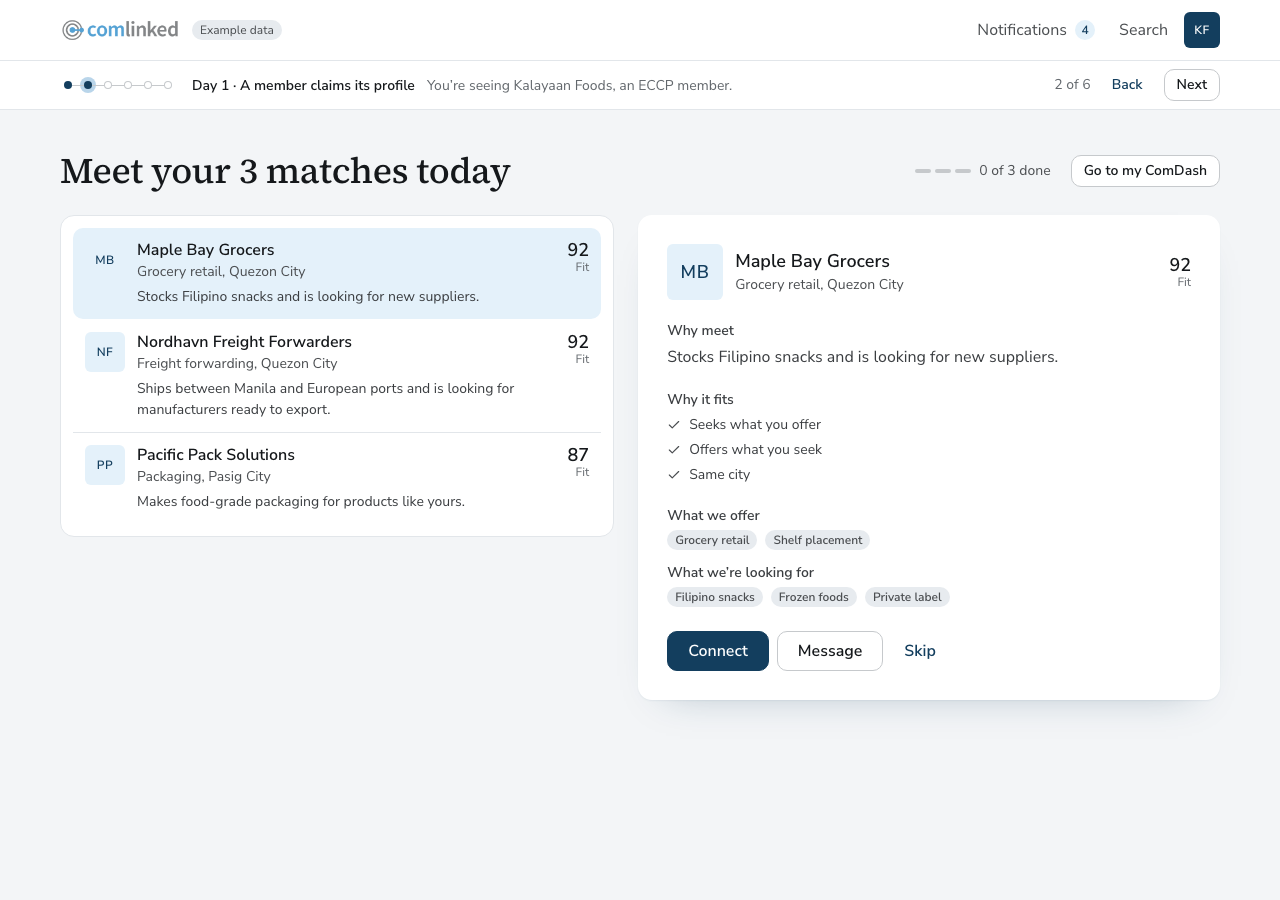 comlinked
Example data
Notifications 4
Search
KF
Day 1 · A member claims its profile You’re seeing Kalayaan Foods, an ECCP member.
2 of 6
Back
Next
Meet your 3 matches today
0 of 3 done
Go to my ComDash
MB
Maple Bay Grocers
Grocery retail, Quezon City
Stocks Filipino snacks and is looking for new suppliers.
92
Fit
NF
Nordhavn Freight Forwarders
Freight forwarding, Quezon City
Ships between Manila and European ports and is looking for
manufacturers ready to export.
92
Fit
PP
Pacific Pack Solutions
Packaging, Pasig City
Makes food-grade packaging for products like yours.
87
Fit
MB
Maple Bay Grocers
Grocery retail, Quezon City
92
Fit
Why meet
Stocks Filipino snacks and is looking for new suppliers.
Why it fits
Seeks what you offer
Offers what you seek
Same city
What we offer
Grocery retail
Shelf placement
What we’re looking for
Filipino snacks
Frozen foods
Private label
Connect
Message
Skip